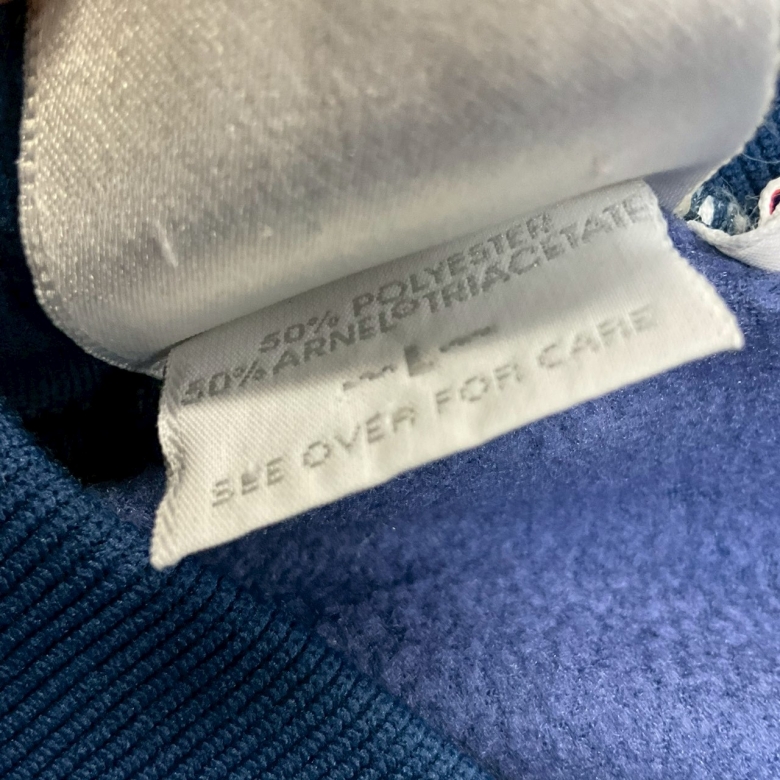 50% POLYESTER
50% ARNEL® TRIACETATE
— L —
SEE OVER FOR CARE